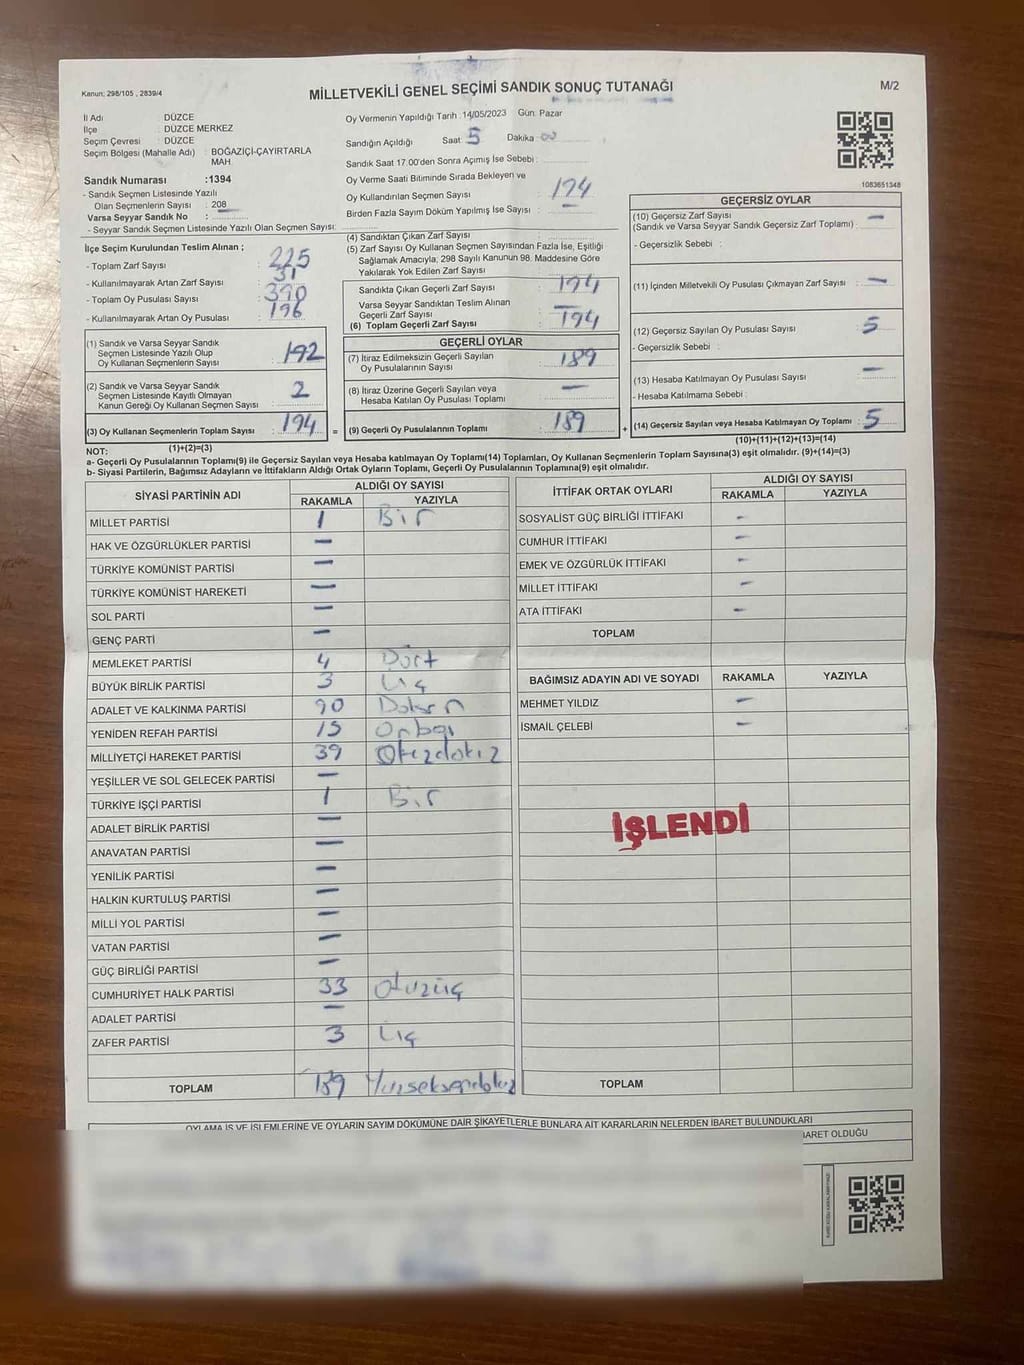 Kanun: 298/105 , 2839/4
MİLLETVEKİLİ GENEL SEÇİMİ SANDIK SONUÇ TUTANAĞI
M/2
İl Adı : DÜZCE
İlçe : DÜZCE MERKEZ
Seçim Çevresi : DÜZCE
Seçim Bölgesi (Mahalle Adı) : BOĞAZİÇİ-ÇAYIRTARLA
MAH.
Sandık Numarası :1394
- Sandık Seçmen Listesinde Yazılı
Olan Seçmenlerin Sayısı : 208
Varsa Seyyar Sandık No :
- Seyyar Sandık Seçmen Listesinde Yazılı Olan Seçmen Sayısı:
Oy Vermenin Yapıldığı Tarih :14/05/2023 Gün: Pazar
Sandığın Açıldığı Saat: 5 Dakika: 00
Sandık Saat 17.00'den Sonra Açımış İse Sebebi :
Oy Verme Saati Bitiminde Sırada Bekleyen ve
Oy Kullandırılan Seçmen Sayısı : 194
Birden Fazla Sayım Döküm Yapılmış İse Sayısı : —
1083651348
İlçe Seçim Kurulundan Teslim Alınan ;
- Toplam Zarf Sayısı : 225
- Kullanılmayarak Artan Zarf Sayısı : 31
- Toplam Oy Pusulası Sayısı : 390
- Kullanılmayarak Artan Oy Pusulası : 196
(1) Sandık ve Varsa Seyyar Sandık
Seçmen Listesinde Yazılı Olup
Oy Kullanan Seçmenlerin Sayısı : 192
(2) Sandık ve Varsa Seyyar Sandık
Seçmen Listesinde Kayıtlı Olmayan
Kanun Gereği Oy Kullanan Seçmen Sayısı : 2
(3) Oy Kullanan Seçmenlerin Toplam Sayısı : 194
(1)+(2)=(3)
(4) Sandıktan Çıkan Zarf Sayısı :
(5) Zarf Sayısı Oy Kullanan Seçmen Sayısından Fazla İse, Eşitliği
Sağlamak Amacıyla, 298 Sayılı Kanunun 98. Maddesine Göre
Yakılarak Yok Edilen Zarf Sayısı :
Sandıkta Çıkan Geçerli Zarf Sayısı : 194
Varsa Seyyar Sandıktan Teslim Alınan
Geçerli Zarf Sayısı : —
(6) Toplam Geçerli Zarf Sayısı : 194
GEÇERLİ OYLAR
(7) İtiraz Edilmeksizin Geçerli Sayılan
Oy Pusulalarının Sayısı : 189
(8) İtiraz Üzerine Geçerli Sayılan veya
Hesaba Katılan Oy Pusulası Toplamı : —
= (9) Geçerli Oy Pusulalarının Toplamı : 189
GEÇERSİZ OYLAR
(10) Geçersiz Zarf Sayısı : —
(Sandık ve Varsa Seyyar Sandık Geçersiz Zarf Toplamı)
- Geçersizlik Sebebi :
(11) İçinden Milletvekili Oy Pusulası Çıkmayan Zarf Sayısı : —
(12) Geçersiz Sayılan Oy Pusulası Sayısı : 5
- Geçersizlik Sebebi :
(13) Hesaba Katılmayan Oy Pusulası Sayısı : —
- Hesaba Katılmama Sebebi :
+ (14) Geçersiz Sayılan veya Hesaba Katılmayan Oy Toplamı : 5
(10)+(11)+(12)+(13)=(14)
NOT:
a- Geçerli Oy Pusulalarının Toplamı(9) ile Geçersiz Sayılan veya Hesaba Katılmayan oy Toplamı(14) Toplamları, Oy Kullanan Seçmenlerin Toplam Sayısına(3) eşit olmalıdır. (9)+(14)=(3)
b- Siyasi Partilerin, Bağımsız Adayların ve İttifakların Aldığı Ortak Oyların Toplamı, Geçerli Oy Pusulalarının Toplamına(9) eşit olmalıdır.
SİYASİ PARTİNİN ADI
ALDIĞI OY SAYISI
RAKAMLA YAZIYLA
MİLLET PARTİSİ 1 Bir
HAK VE ÖZGÜRLÜKLER PARTİSİ —
TÜRKİYE KOMÜNİST PARTİSİ —
TÜRKİYE KOMÜNİST HAREKETİ —
SOL PARTİ —
GENÇ PARTİ —
MEMLEKET PARTİSİ 4 Dört
BÜYÜK BİRLİK PARTİSİ 3 Üç
ADALET VE KALKINMA PARTİSİ 90 Doksan
YENİDEN REFAH PARTİSİ 15 Onbeş
MİLLİYETÇİ HAREKET PARTİSİ 39 Otuzdokuz
YEŞİLLER VE SOL GELECEK PARTİSİ —
TÜRKİYE İŞÇİ PARTİSİ 1 Bir
ADALET BİRLİK PARTİSİ —
ANAVATAN PARTİSİ —
YENİLİK PARTİSİ —
HALKIN KURTULUŞ PARTİSİ —
MİLLİ YOL PARTİSİ —
VATAN PARTİSİ —
GÜÇ BİRLİĞİ PARTİSİ —
CUMHURİYET HALK PARTİSİ 33 Otuzüç
ADALET PARTİSİ —
ZAFER PARTİSİ 3 Üç
TOPLAM 189 Yüzseksendokuz
İTTİFAK ORTAK OYLARI
ALDIĞI OY SAYISI
RAKAMLA YAZIYLA
SOSYALİST GÜÇ BİRLİĞİ İTTİFAKI —
CUMHUR İTTİFAKI —
EMEK VE ÖZGÜRLÜK İTTİFAKI —
MİLLET İTTİFAKI —
ATA İTTİFAKI —
TOPLAM
BAĞIMSIZ ADAYIN ADI VE SOYADI RAKAMLA YAZIYLA
MEHMET YILDIZ —
İSMAİL ÇELEBİ —
İŞLENDİ
TOPLAM
OYLAMA İŞ VE İŞLEMLERİNE VE OYLARIN SAYIM DÖKÜMÜNE DAİR ŞİKAYETLERLE BUNLARA AİT KARARLARIN NELERDEN İBARET BULUNDUKLARI
İBARET OLDUĞU